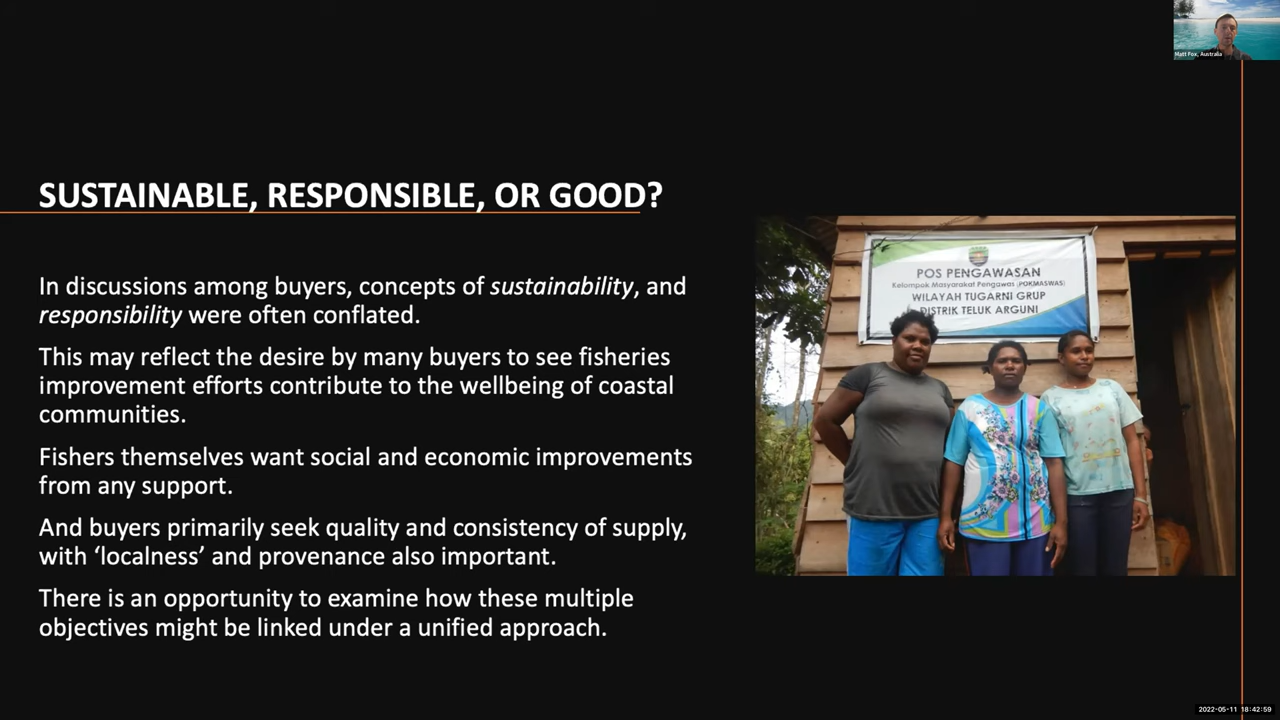 Matt Fox, Australia
SUSTAINABLE, RESPONSIBLE, OR GOOD?
In discussions among buyers, concepts of sustainability, and
responsibility were often conflated.
This may reflect the desire by many buyers to see fisheries
improvement efforts contribute to the wellbeing of coastal
communities.
Fishers themselves want social and economic improvements
from any support.
And buyers primarily seek quality and consistency of supply,
with ‘localness’ and provenance also important.
There is an opportunity to examine how these multiple
objectives might be linked under a unified approach.
POS PENGAWASAN
Kelompok Masyarakat Pengawas (POKMASWAS)
WILAYAH TUGARNI GRUP
DISTRIK TELUK ARGUNI
2022-05-11 18:42:59